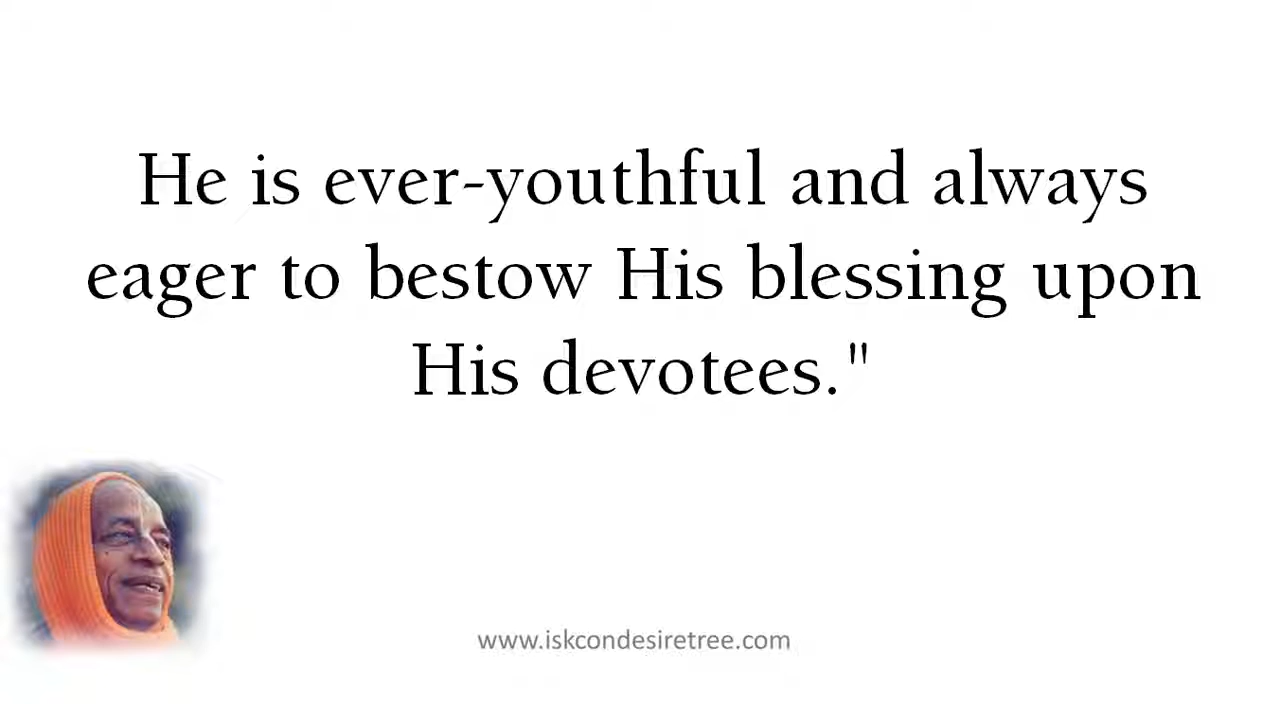 He is ever-youthful and always
eager to bestow His blessing upon
His devotees."
www.iskcondesiretree.com